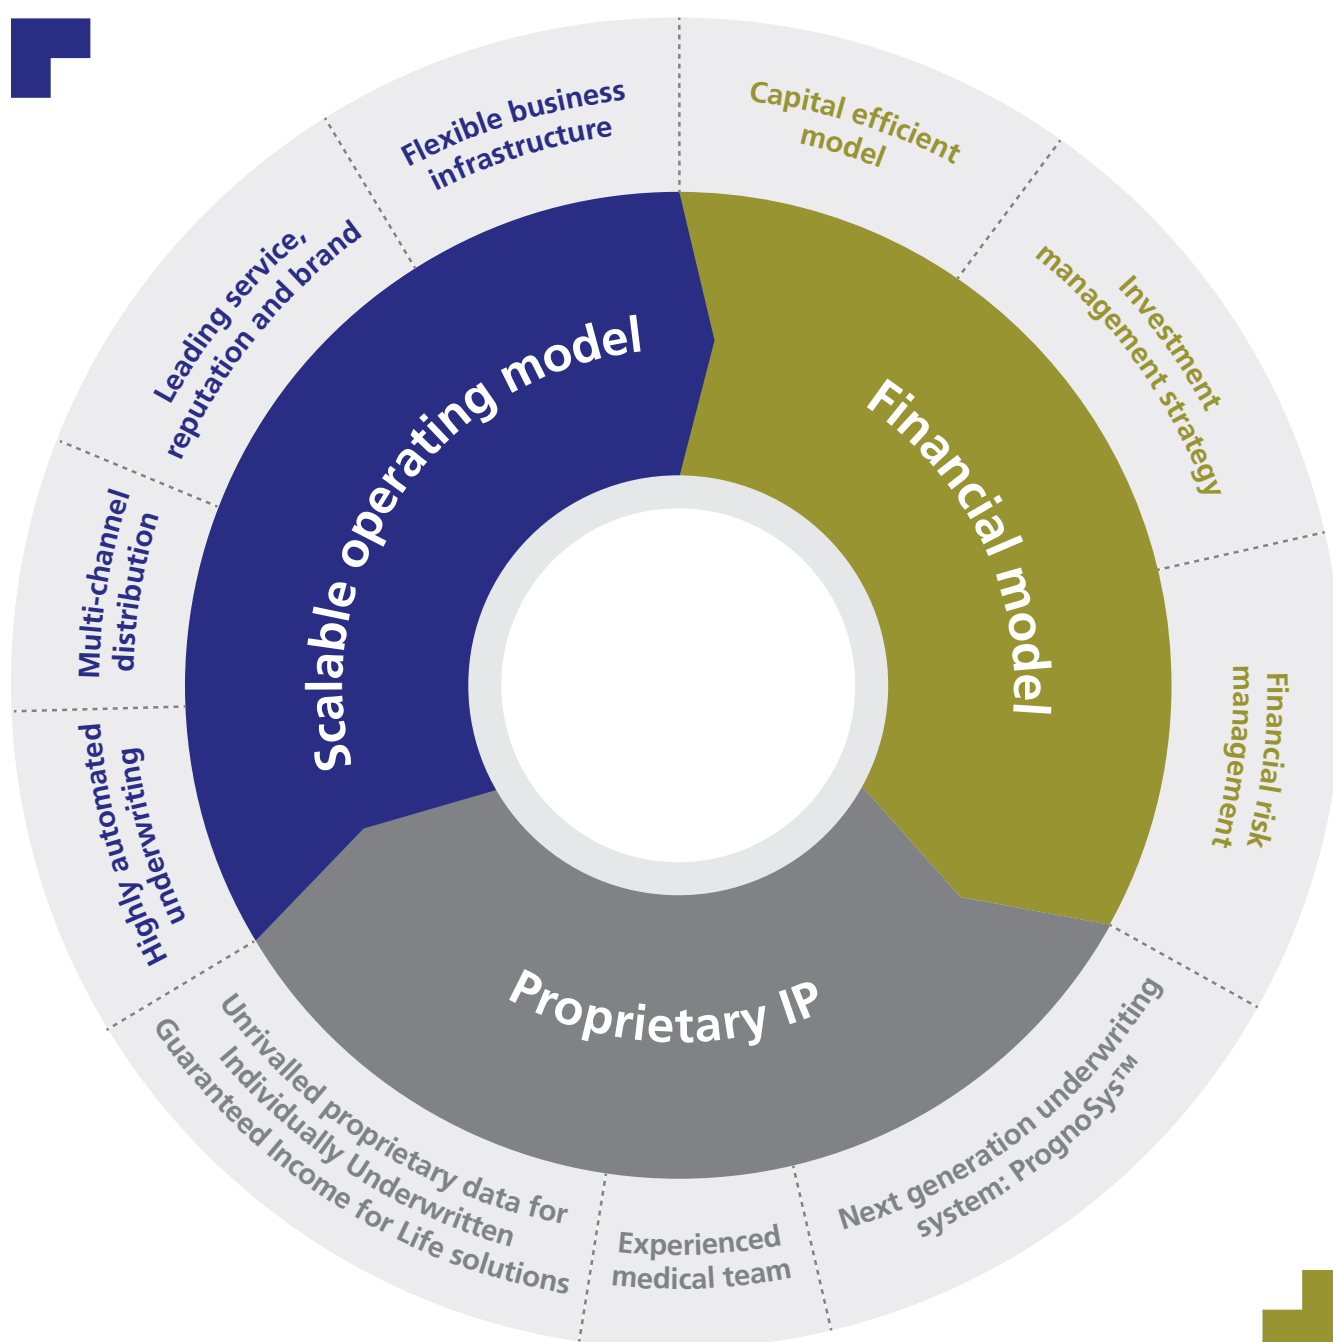 Flexible business
infrastructure
Capital efficient
model
Investment
management strategy
Financial risk
management
Next generation underwriting
system: PrognoSys™
Experienced
medical team
Unrivalled proprietary data for
Individually Underwritten
Guaranteed Income for Life solutions
Highly automated
underwriting
Multi-channel
distribution
Leading service,
reputation and brand
Scalable operating model
Financial model
Proprietary IP